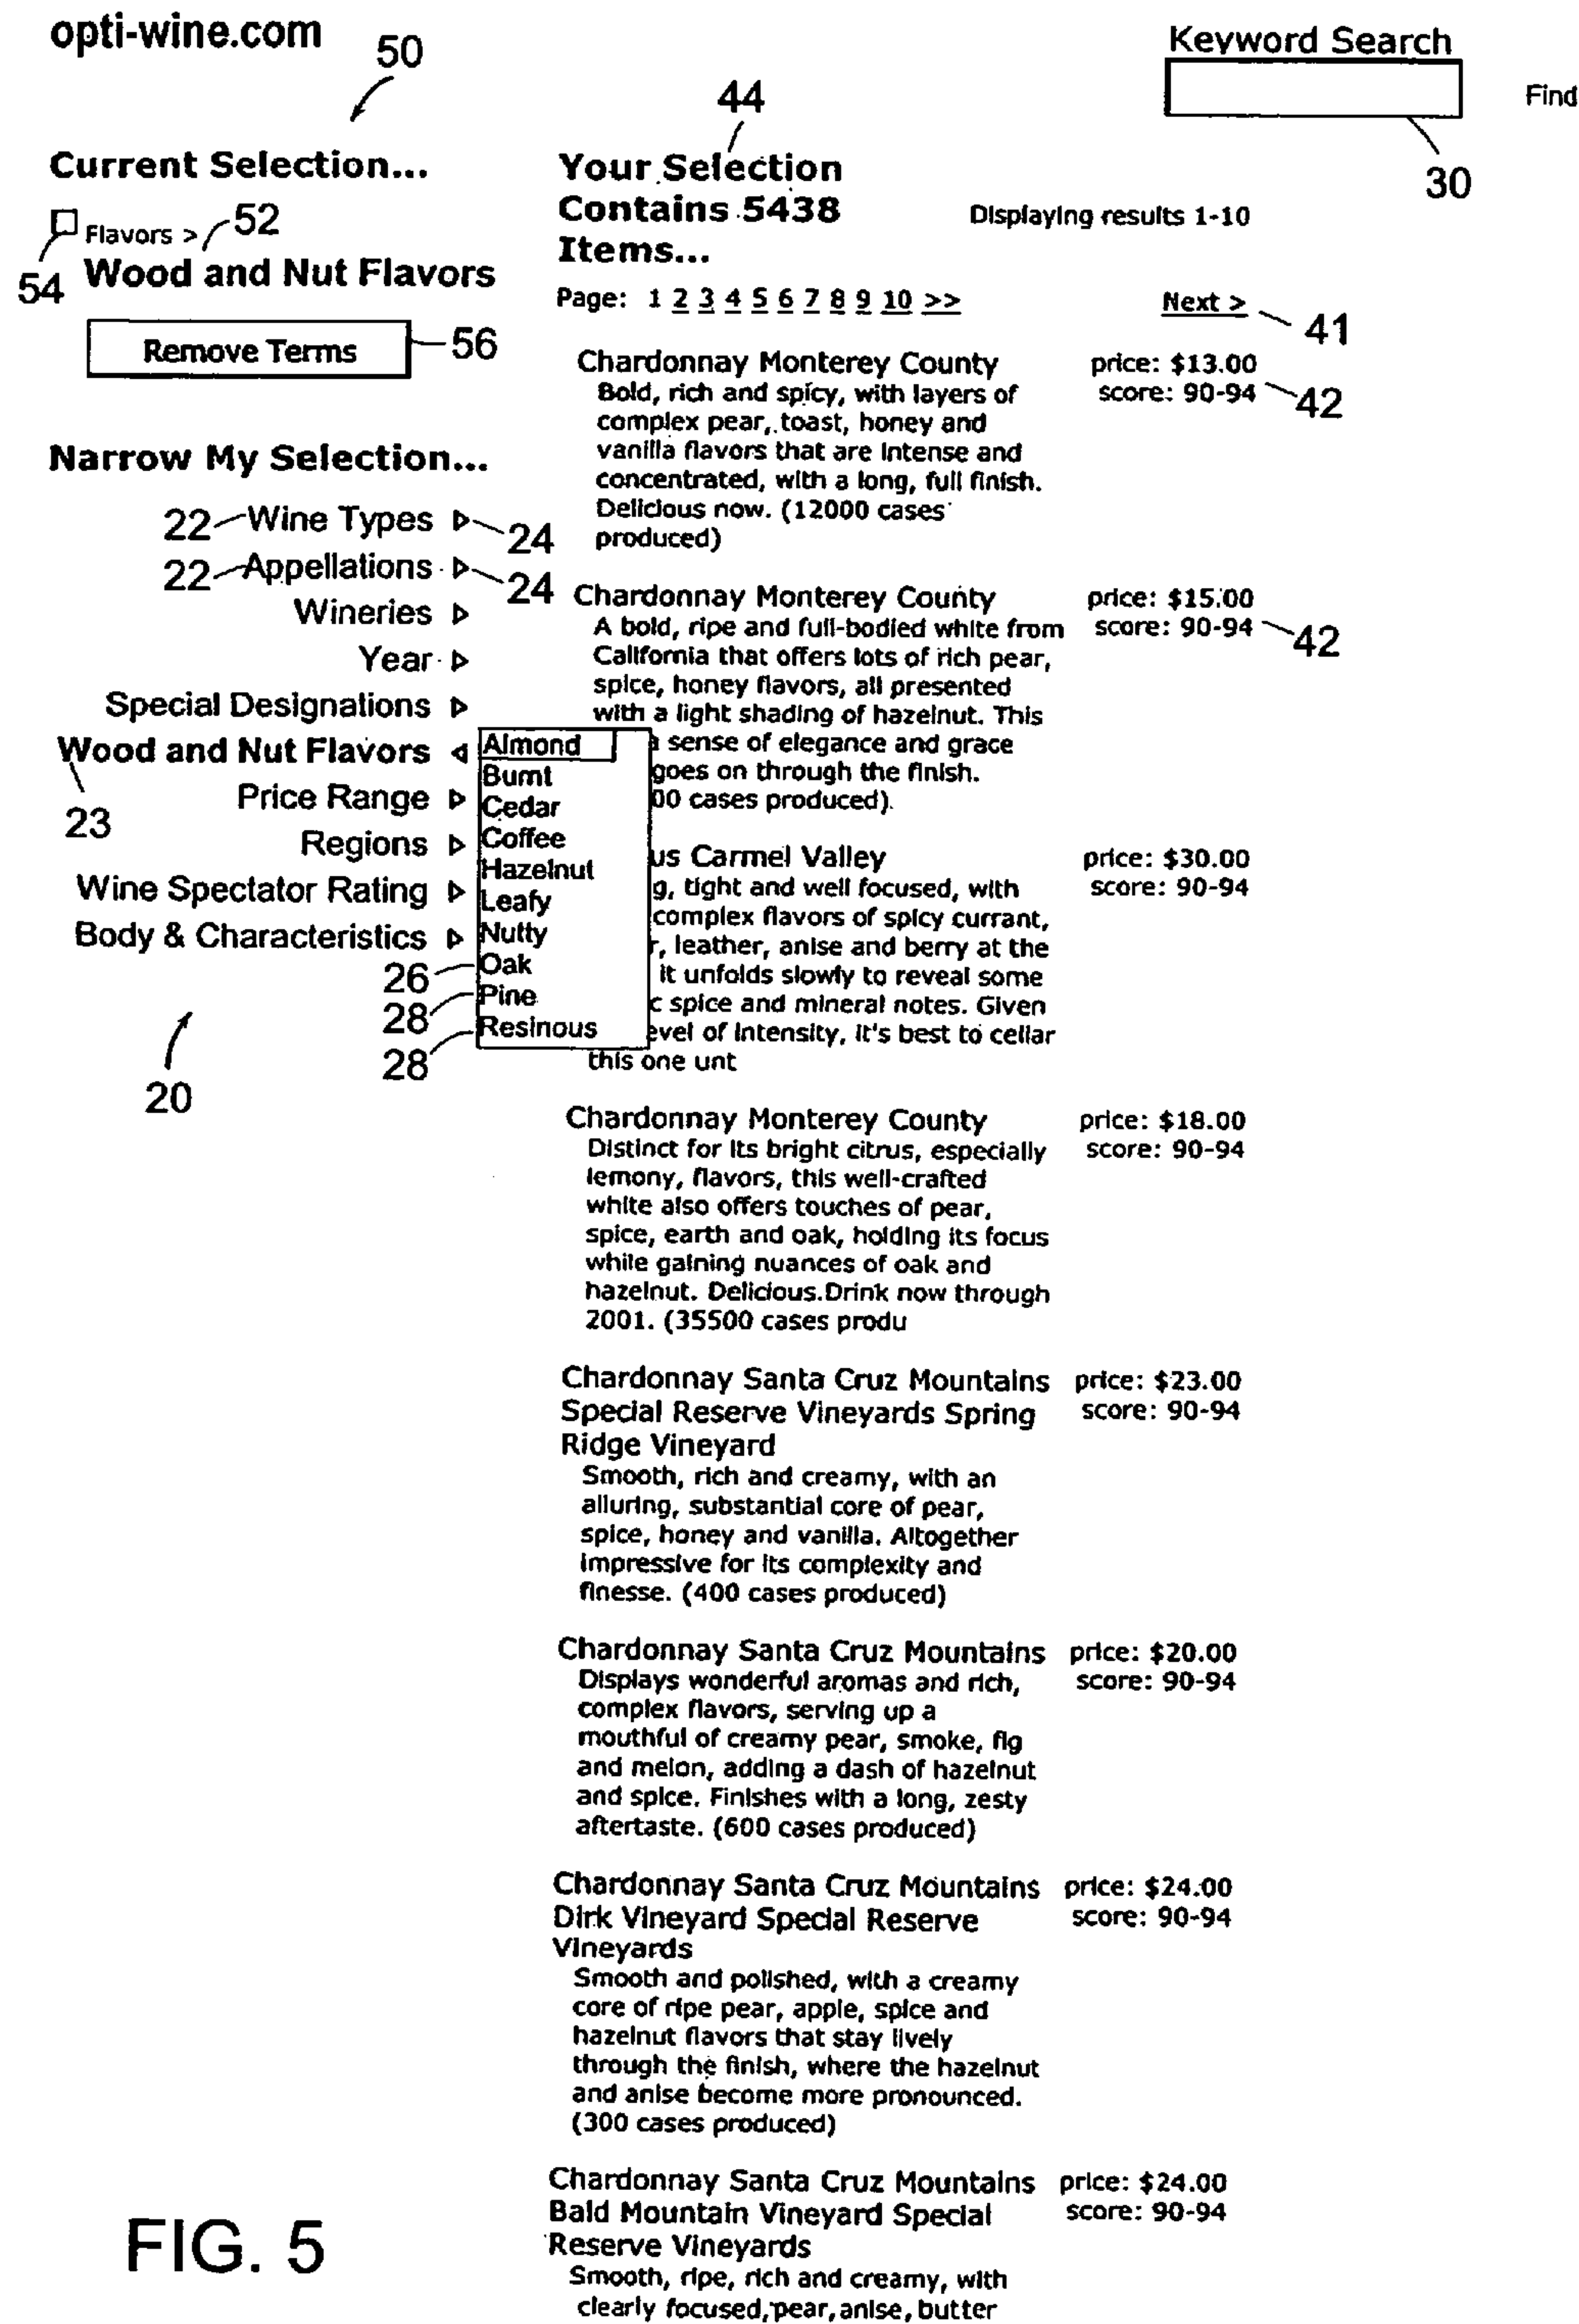 opti-wine.com
50
Keyword Search
Find
30
44
Current Selection...
Flavors >
52
54
Wood and Nut Flavors
Remove Terms
56
Your Selection
Contains 5438
Items...
Displaying results 1-10
Page: 1 2 3 4 5 6 7 8 9 10 >>
Next >
41
Narrow My Selection...
22
Wine Types
24
22
Appellations
24
Wineries
Year
Special Designations
Wood and Nut Flavors
23
Price Range
Regions
Wine Spectator Rating
Body & Characteristics
20
Almond
Burnt
Cedar
Coffee
Hazelnut
Leafy
Nutty
26
Oak
28
Pine
28
Resinous
Chardonnay Monterey County
price: $13.00
score: 90-94
42
Bold, rich and spicy, with layers of
complex pear, toast, honey and
vanilla flavors that are intense and
concentrated, with a long, full finish.
Delicious now. (12000 cases
produced)
Chardonnay Monterey County
price: $15.00
score: 90-94
42
A bold, ripe and full-bodied white from
California that offers lots of rich pear,
spice, honey flavors, all presented
with a light shading of hazelnut. This
a sense of elegance and grace
goes on through the finish.
00 cases produced).
us Carmel Valley
price: $30.00
score: 90-94
g, tight and well focused, with
complex flavors of spicy currant,
r, leather, anise and berry at the
it unfolds slowly to reveal some
c spice and mineral notes. Given
evel of intensity, it's best to cellar
this one unt
Chardonnay Monterey County
price: $18.00
score: 90-94
Distinct for its bright citrus, especially
lemony, flavors, this well-crafted
white also offers touches of pear,
spice, earth and oak, holding its focus
while gaining nuances of oak and
hazelnut. Delicious.Drink now through
2001. (35500 cases produ
Chardonnay Santa Cruz Mountains
Special Reserve Vineyards Spring
Ridge Vineyard
price: $23.00
score: 90-94
Smooth, rich and creamy, with an
alluring, substantial core of pear,
spice, honey and vanilla. Altogether
impressive for its complexity and
finesse. (400 cases produced)
Chardonnay Santa Cruz Mountains
price: $20.00
score: 90-94
Displays wonderful aromas and rich,
complex flavors, serving up a
mouthful of creamy pear, smoke, fig
and melon, adding a dash of hazelnut
and spice. Finishes with a long, zesty
aftertaste. (600 cases produced)
Chardonnay Santa Cruz Mountains
Dirk Vineyard Special Reserve
Vineyards
price: $24.00
score: 90-94
Smooth and polished, with a creamy
core of ripe pear, apple, spice and
hazelnut flavors that stay lively
through the finish, where the hazelnut
and anise become more pronounced.
(300 cases produced)
Chardonnay Santa Cruz Mountains
Bald Mountain Vineyard Special
Reserve Vineyards
price: $24.00
score: 90-94
Smooth, ripe, rich and creamy, with
clearly focused, pear, anise, butter
FIG. 5